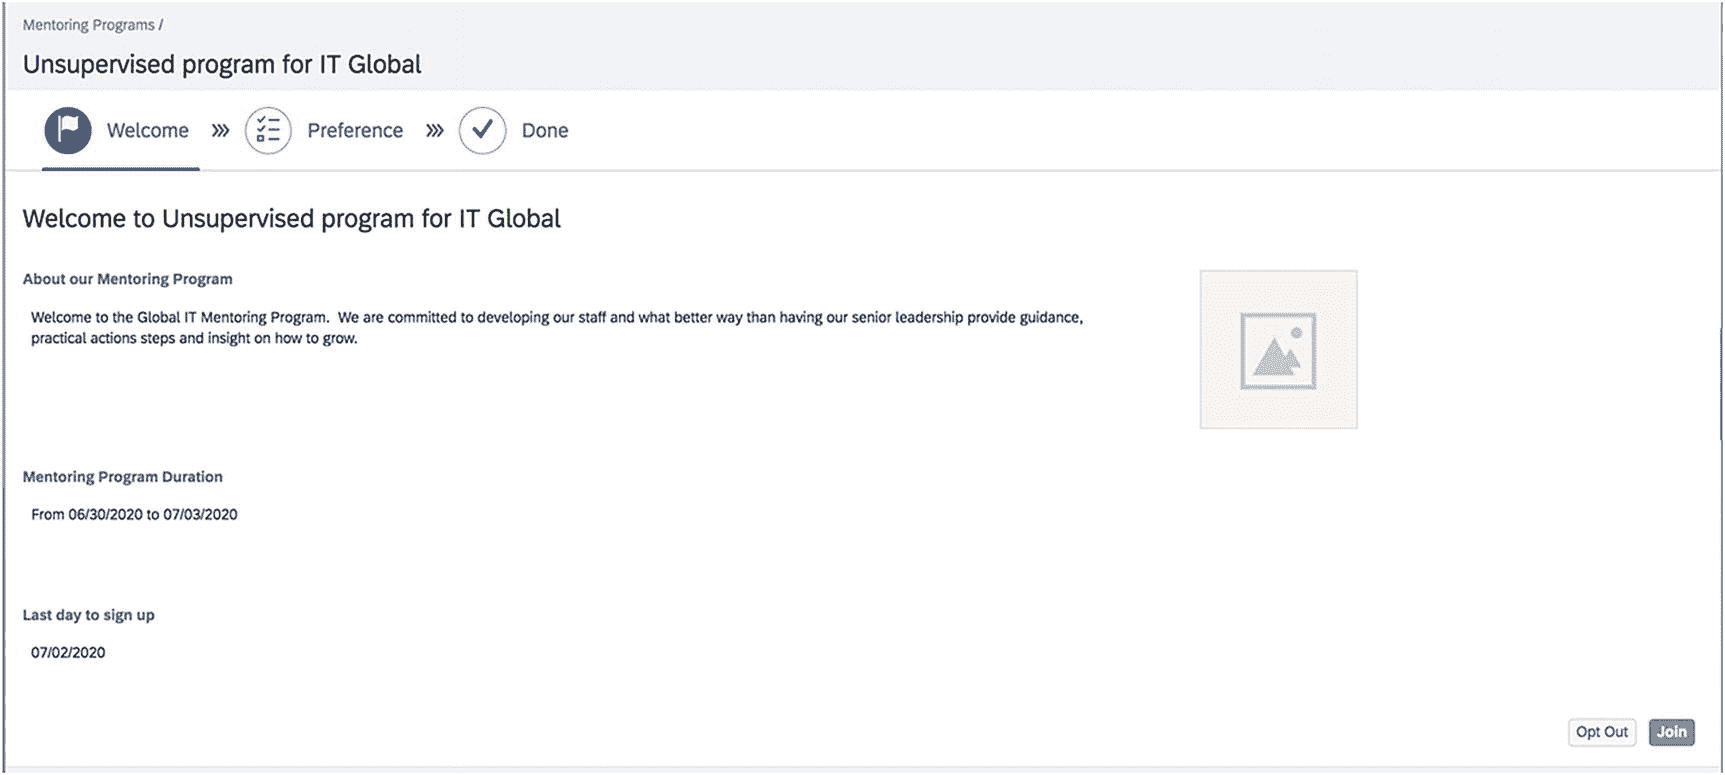 Mentoring Programs /
Unsupervised program for IT Global
Welcome
Preference
Done
Welcome to Unsupervised program for IT Global
About our Mentoring Program
Welcome to the Global IT Mentoring Program.  We are committed to developing our staff and what better way than having our senior leadership provide guidance,
practical actions steps and insight on how to grow.
Mentoring Program Duration
From 06/30/2020 to 07/03/2020
Last day to sign up
07/02/2020
Opt Out
Join